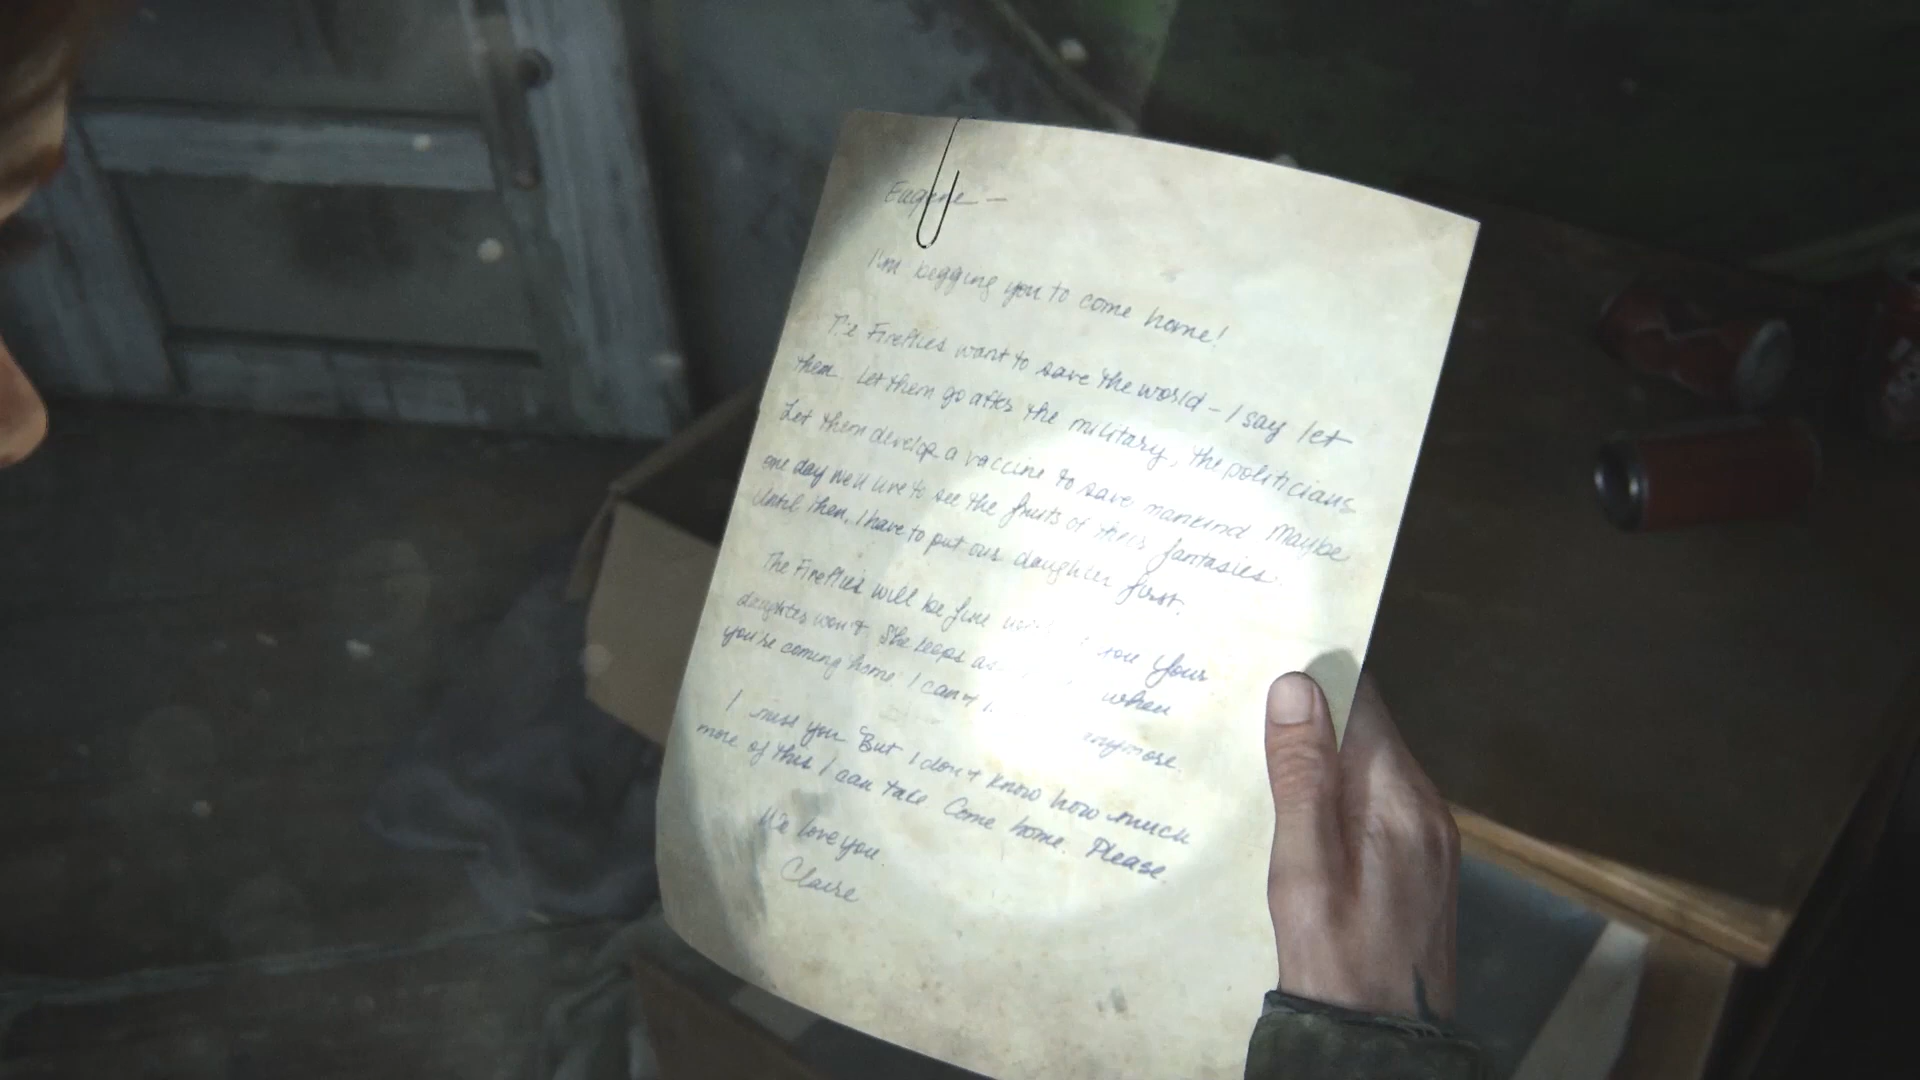 Eugene —
I'm begging you to come home!
The Fireflies want to save the world – I say let
them. Let them go after the military, the politicians
Let them develop a vaccine to save mankind Maybe
one day we'll live to see the fruits of their fantasies.
Until then, I have to put our daughter first.
The Fireflies will be fine you Your
daughter won't. She keeps when
you're coming home. I can't anymore.
I miss you But I don't know how much
more of this I can take. Come home. Please.
We love you.
Claire